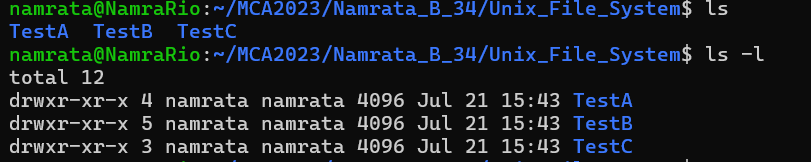 namrata@NamraRio:~/MCA2023/Namrata_B_34/Unix_File_System$ ls
TestA  TestB  TestC
namrata@NamraRio:~/MCA2023/Namrata_B_34/Unix_File_System$ ls -l
total 12
drwxr-xr-x 4 namrata namrata 4096 Jul 21 15:43 TestA
drwxr-xr-x 5 namrata namrata 4096 Jul 21 15:43 TestB
drwxr-xr-x 3 namrata namrata 4096 Jul 21 15:43 TestC